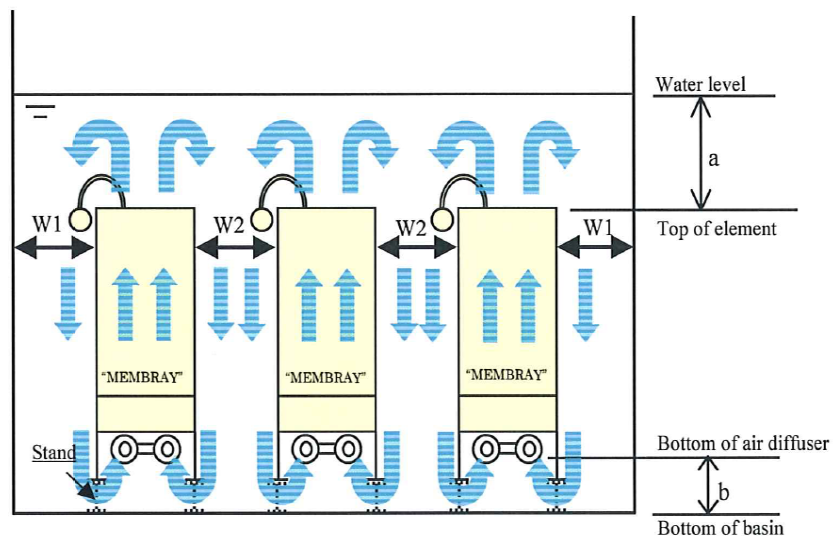 Water level
a
W1
W2
W2
W1
Top of element
“MEMBRAY”
“MEMBRAY”
“MEMBRAY”
Stand
Bottom of air diffuser
b
Bottom of basin